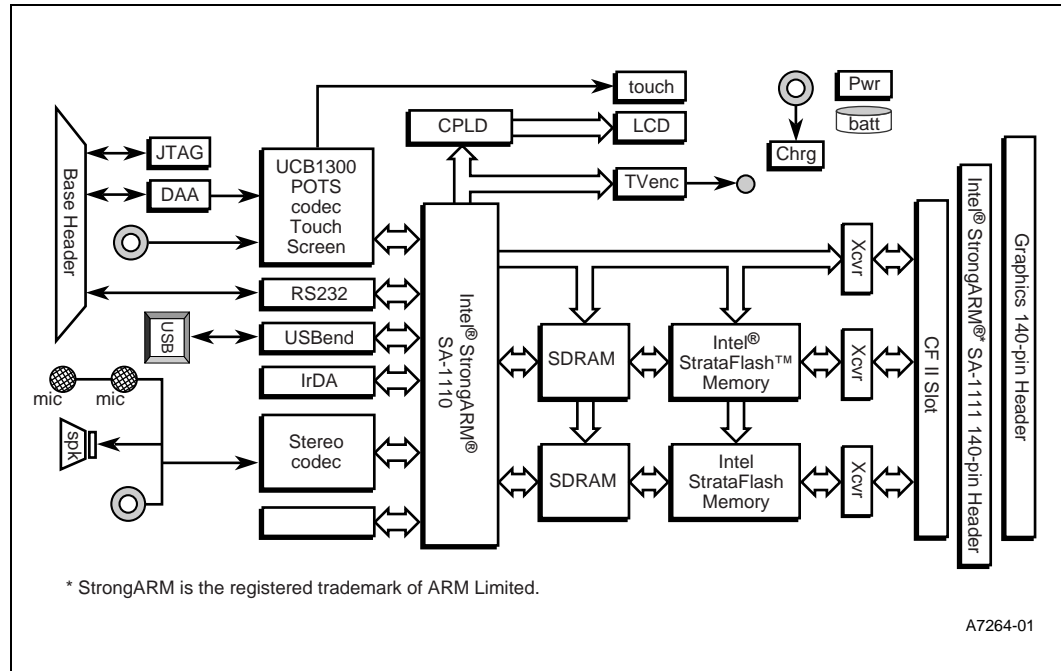 touch
Pwr
CPLD
LCD
batt
Chrg
Base Header
JTAG
DAA
UCB1300
POTS
codec
Touch
Screen
TVenc
RS232
USB
USBend
IrDA
mic
mic
spk
Stereo
codec
Intel® StrongARM®
SA-1110
SDRAM
Intel®
StrataFlash™
Memory
SDRAM
Intel
StrataFlash
Memory
Xcvr
Xcvr
Xcvr
CF II Slot
Intel® StrongARM®* SA-1111 140-pin Header
Graphics 140-pin Header
* StrongARM is the registered trademark of ARM Limited.
A7264-01